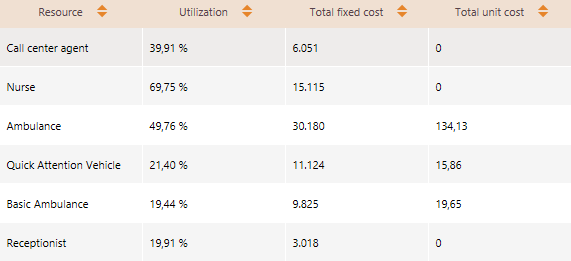 Resource Utilization Total fixed cost Total unit cost
Call center agent 39,91 % 6.051 0
Nurse 69,75 % 15.115 0
Ambulance 49,76 % 30.180 134,13
Quick Attention Vehicle 21,40 % 11.124 15,86
Basic Ambulance 19,44 % 9.825 19,65
Receptionist 19,91 % 3.018 0